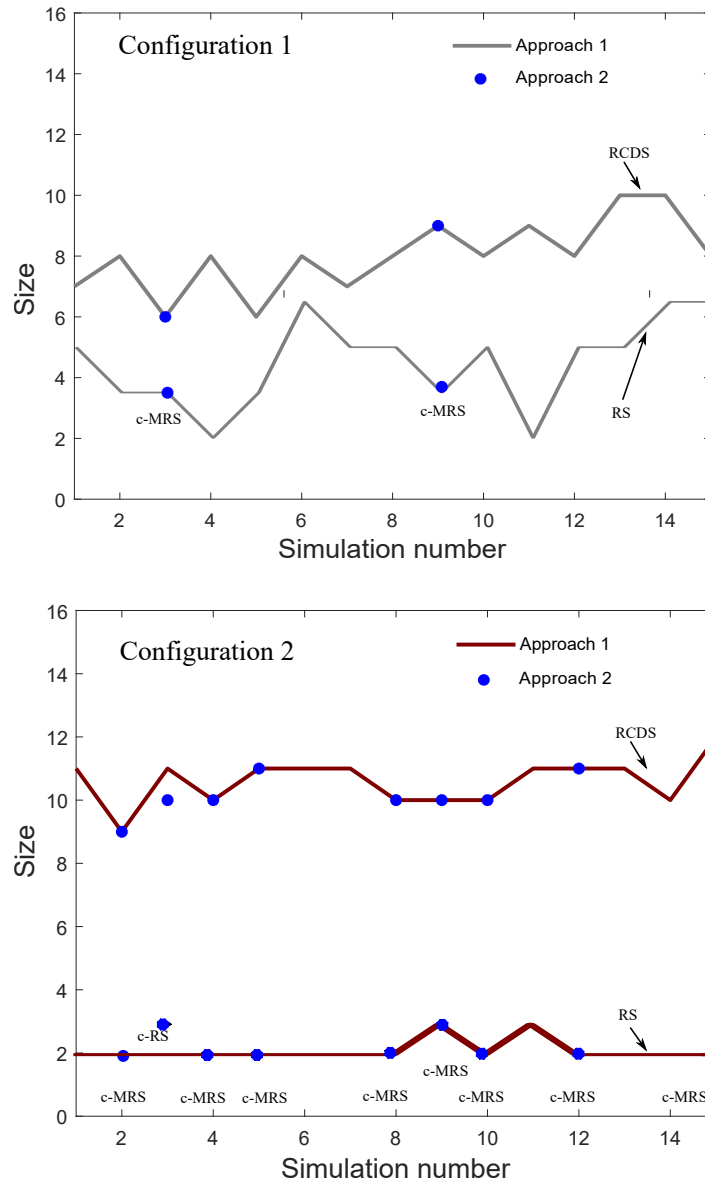 16
Configuration 1
Approach 1
14
Approach 2
12
RCDS
10
8
Size
6
4
c-MRS
c-MRS
RS
2
0
2
4
6
8
10
12
14
Simulation number
16
Configuration 2
Approach 1
14
Approach 2
12
RCDS
10
8
Size
6
4
c-RS
RS
2
c-MRS
c-MRS
c-MRS
c-MRS
c-MRS
c-MRS
c-MRS
c-MRS
0
2
4
6
8
10
12
14
Simulation number